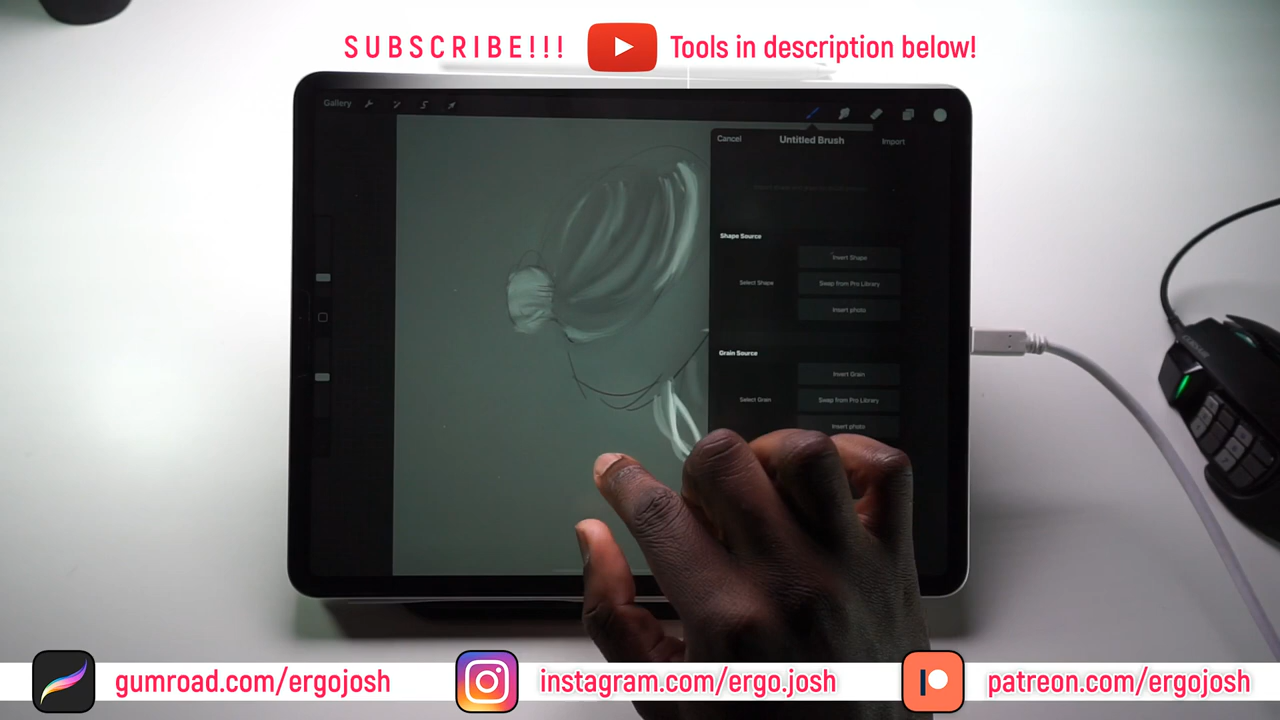 SUBSCRIBE!!! Tools in description below!
Gallery
Cancel Untitled Brush Import
Shape Source
Invert Shape
Select Shape Swap from Pro Library
Insert photo
Grain Source
Invert Grain
Select Grain Swap from Pro Library
Insert photo
gumroad.com/ergojosh instagram.com/ergo.josh patreon.com/ergojosh